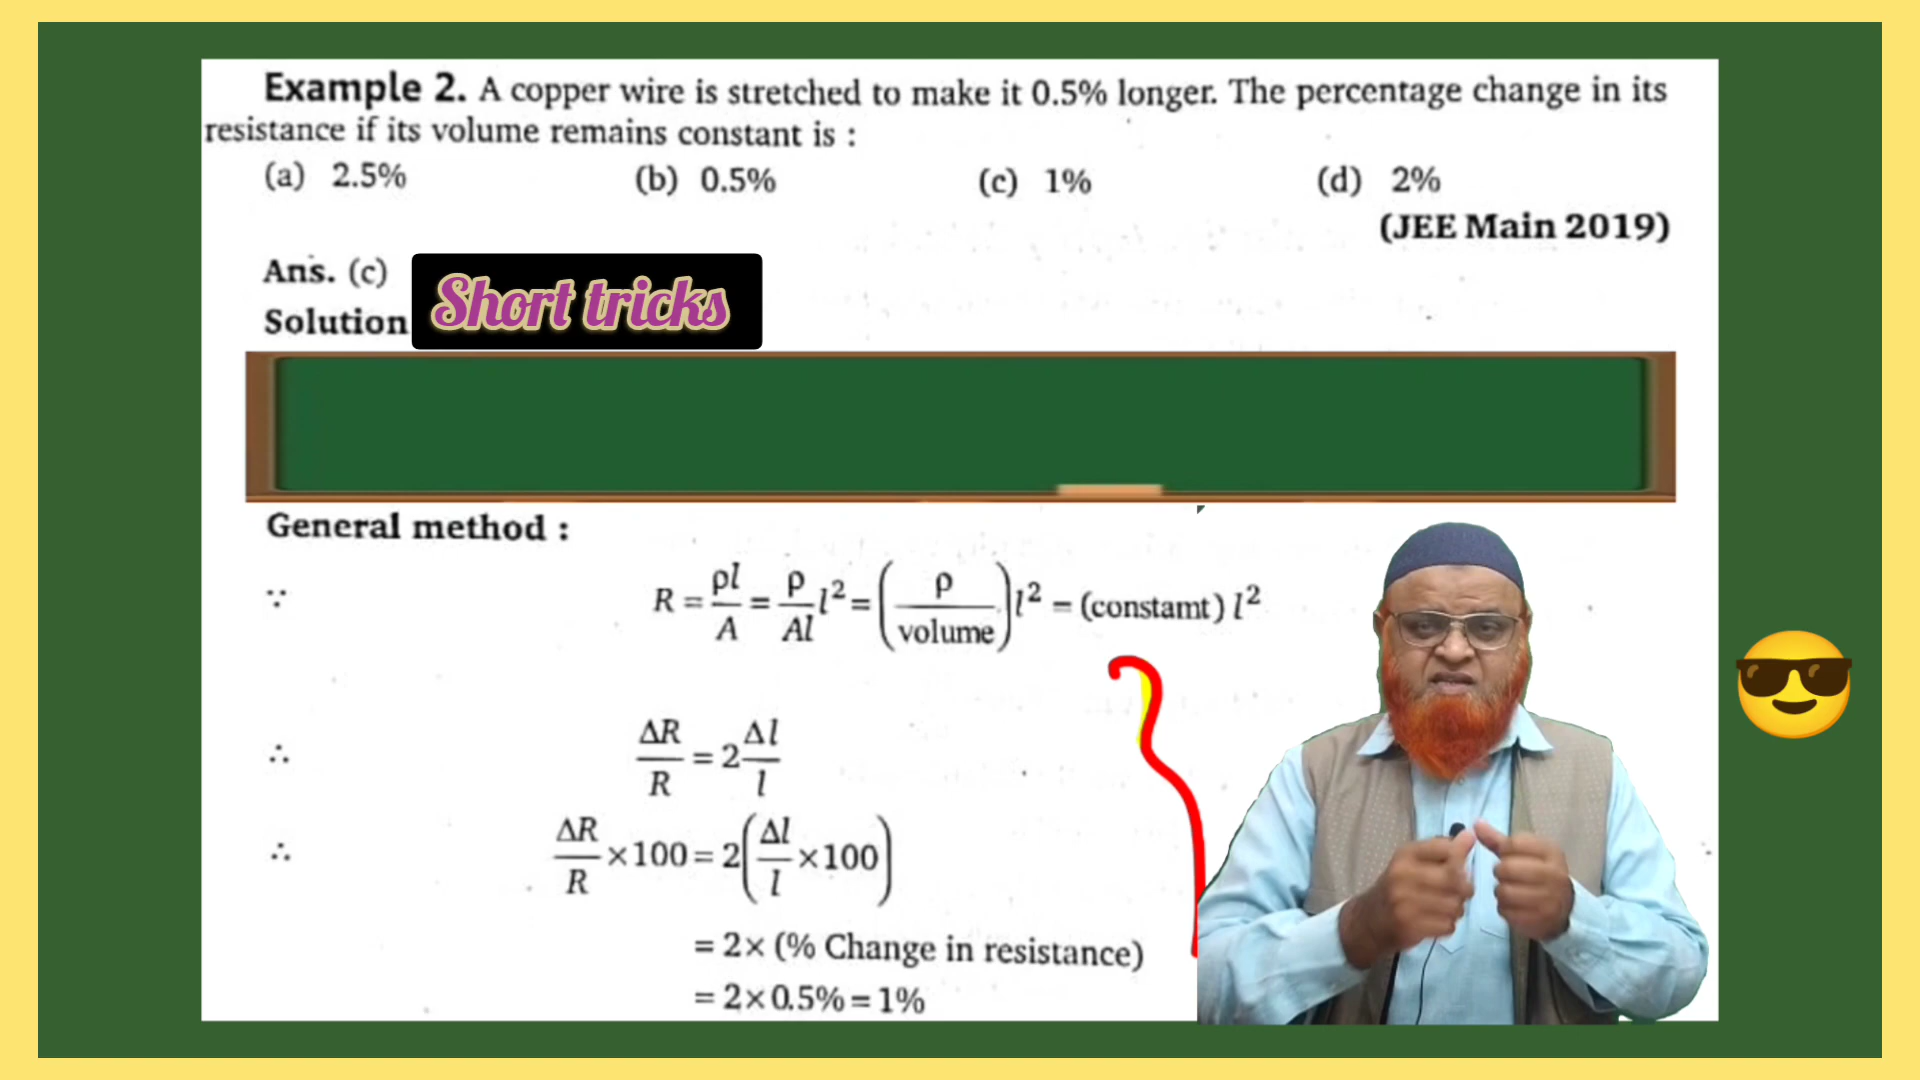 Example 2. A copper wire is stretched to make it 0.5% longer. The percentage change in its
resistance if its volume remains constant is :
(a) 2.5% (b) 0.5% (c) 1% (d) 2%
(JEE Main 2019)
Ans. (c)
Solution Short tricks
General method :
∵ R = ρl/A = ρ/Al l² = (ρ/volume) l² = (constamt) l²
∴ ΔR/R = 2 Δl/l
∴ ΔR/R ×100 = 2(Δl/l ×100)
= 2× (% Change in resistance)
= 2×0.5% = 1%